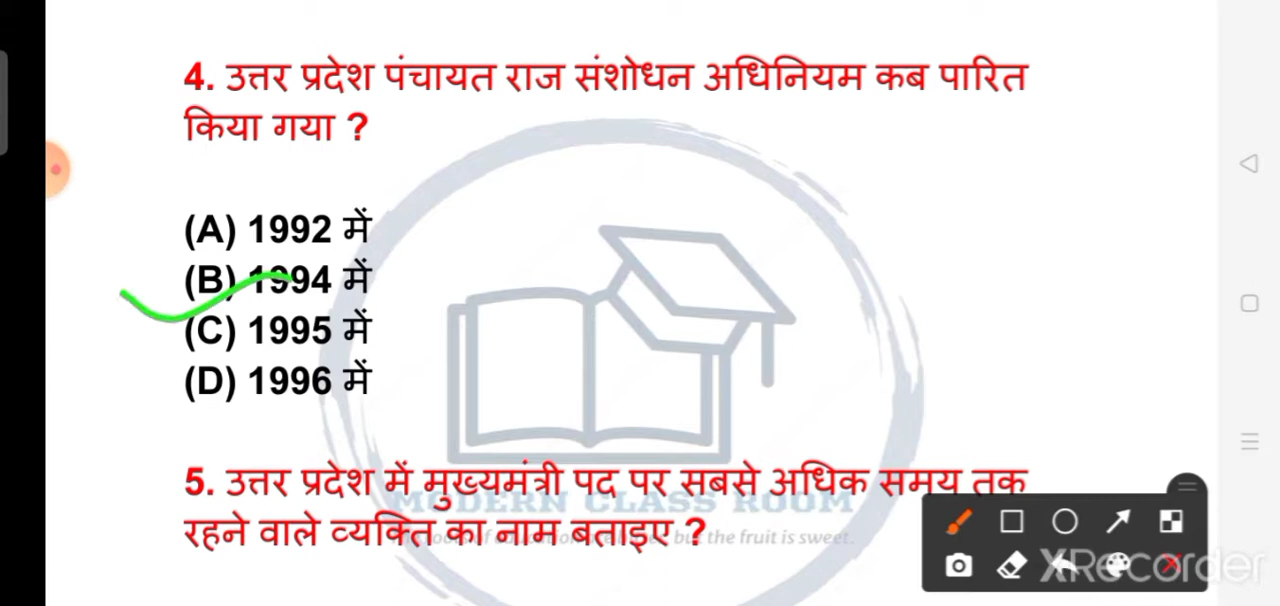 4. उत्तर प्रदेश पंचायत राज संशोधन अधिनियम कब पारित
किया गया ?
(A) 1992 में
(B) 1994 में
(C) 1995 में
(D) 1996 में
5. उत्तर प्रदेश में मुख्यमंत्री पद पर सबसे अधिक समय तक
MODERN CLASS ROOM
रहने वाले व्यक्ति का नाम बताइए ?
but the fruit is sweet.
XRecorder